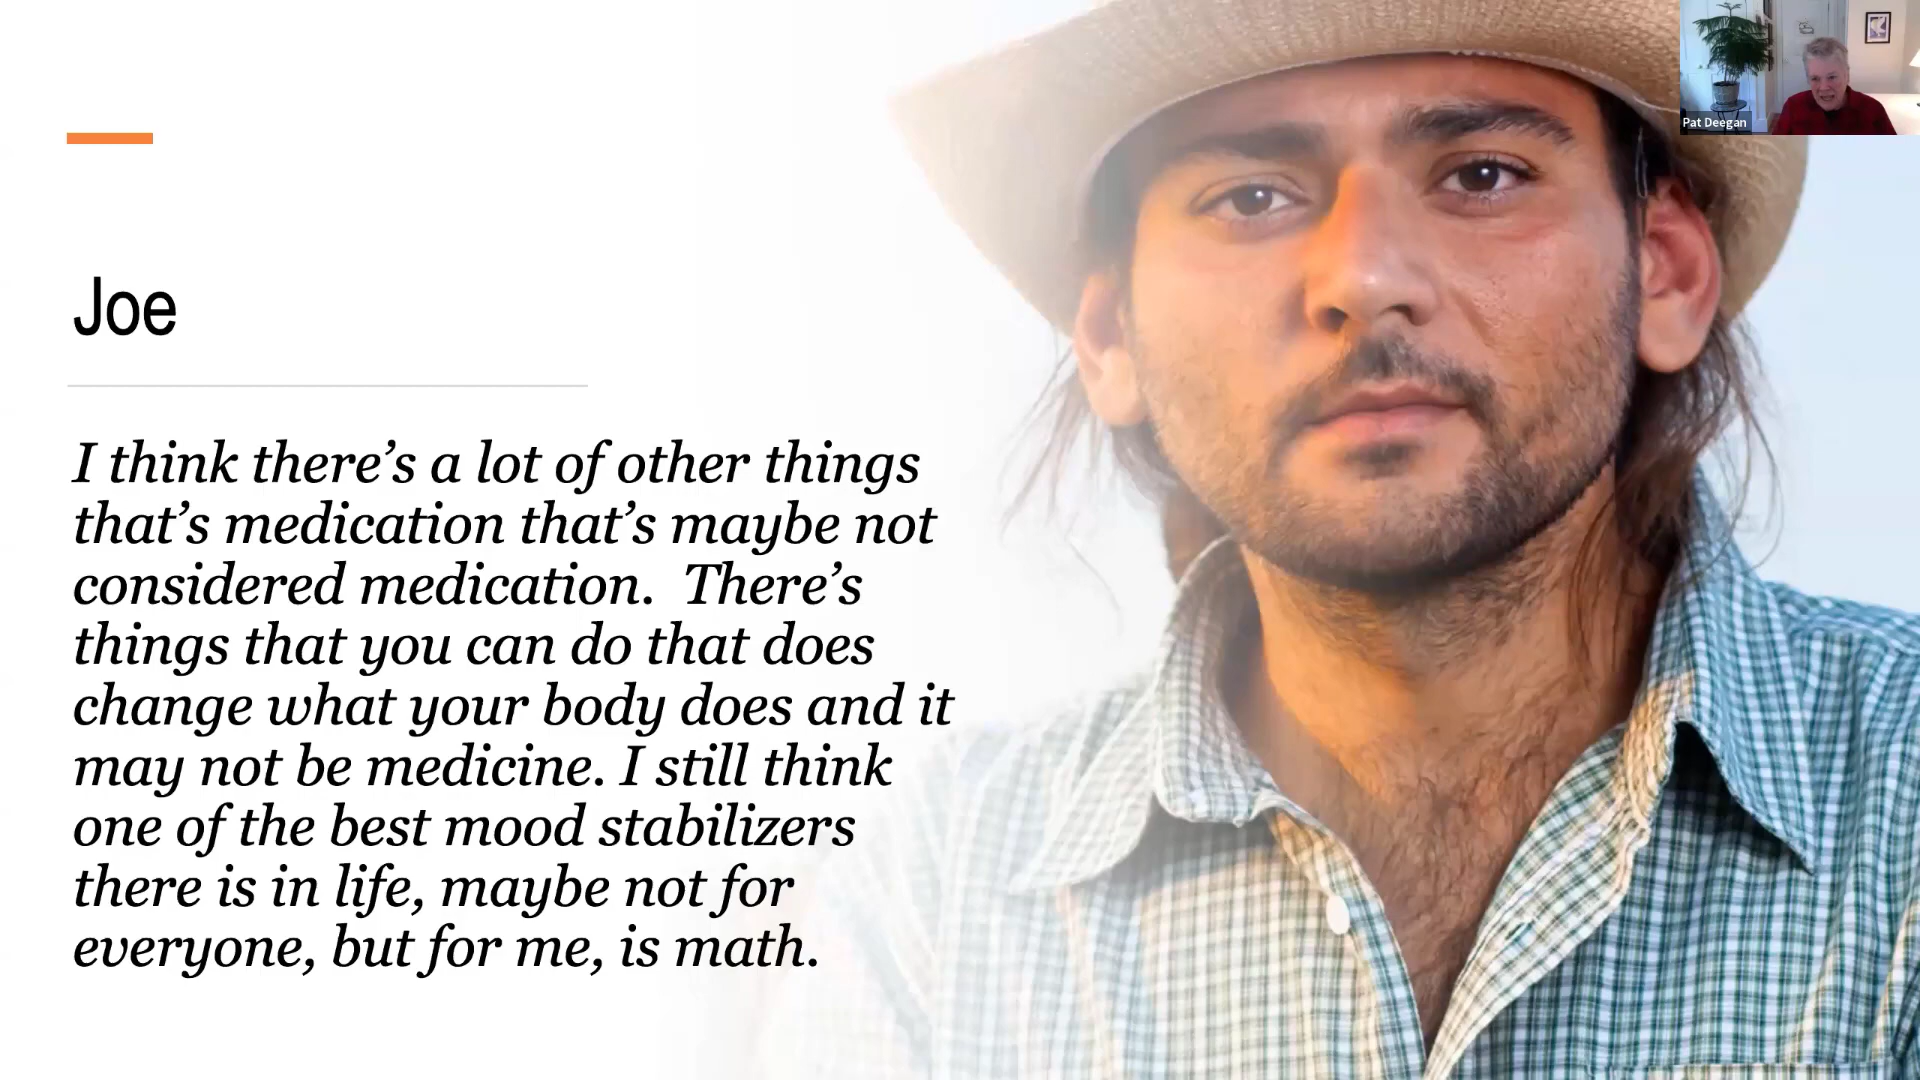 Pat Deegan
Joe
I think there's a lot of other things
that's medication that's maybe not
considered medication.  There's
things that you can do that does
change what your body does and it
may not be medicine. I still think
one of the best mood stabilizers
there is in life, maybe not for
everyone, but for me, is math.